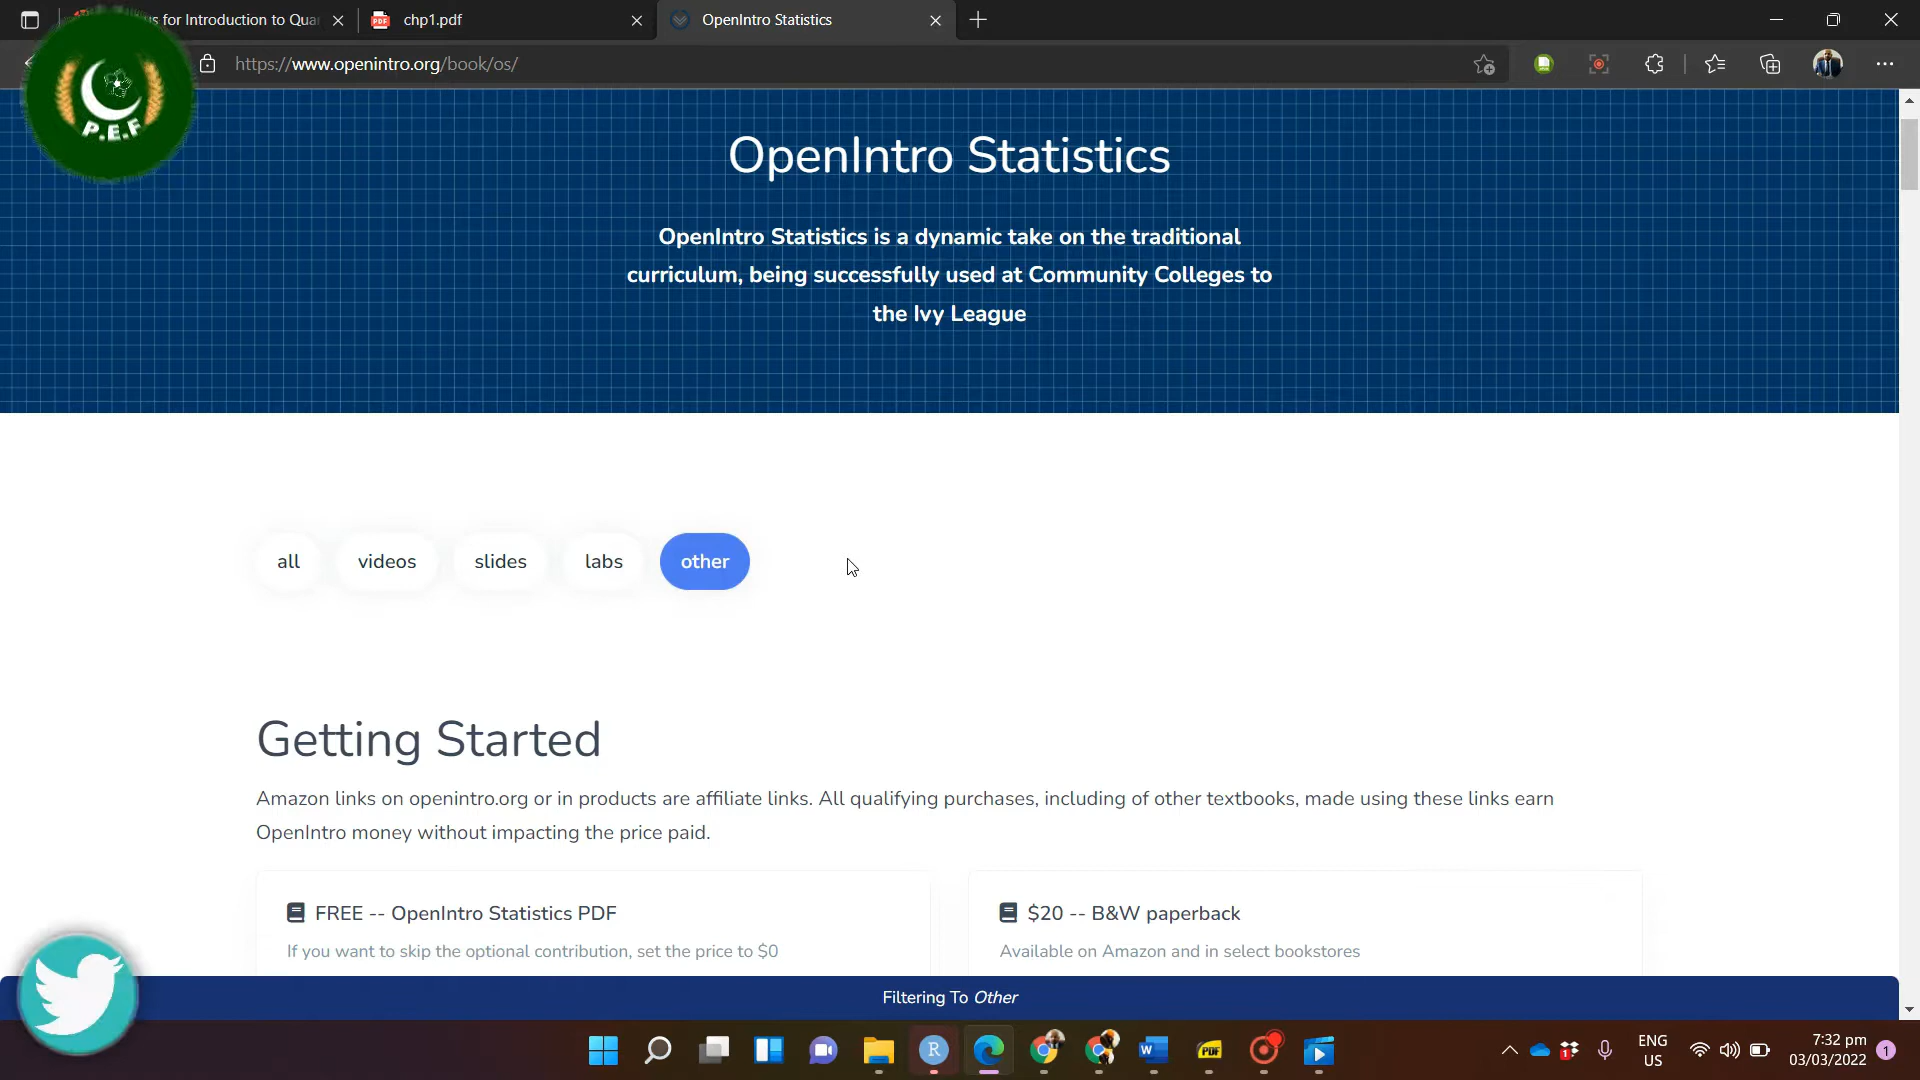 us for Introduction to Qua
chp1.pdf
OpenIntro Statistics
https://www.openintro.org/book/os/
P.E.F
OpenIntro Statistics
OpenIntro Statistics is a dynamic take on the traditional
curriculum, being successfully used at Community Colleges to
the Ivy League
all
videos
slides
labs
other
Getting Started
Amazon links on openintro.org or in products are affiliate links. All qualifying purchases, including of other textbooks, made using these links earn
OpenIntro money without impacting the price paid.
FREE -- OpenIntro Statistics PDF
If you want to skip the optional contribution, set the price to $0
$20 -- B&W paperback
Available on Amazon and in select bookstores
Filtering To Other
R
W
PDF
1
ENG
US
7:32 pm
03/03/2022
1